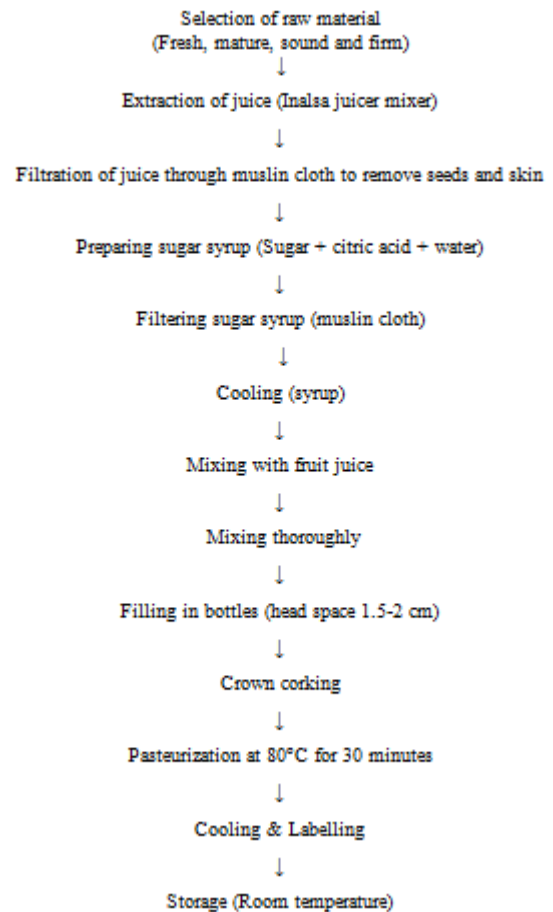 Selection of raw material
(Fresh, mature, sound and firm)
↓
Extraction of juice (Inalsa juicer mixer)
↓
Filtration of juice through muslin cloth to remove seeds and skin
↓
Preparing sugar syrup (Sugar + citric acid + water)
↓
Filtering sugar syrup (muslin cloth)
↓
Cooling (syrup)
↓
Mixing with fruit juice
↓
Mixing thoroughly
↓
Filling in bottles (head space 1.5-2 cm)
↓
Crown corking
↓
Pasteurization at 80°C for 30 minutes
↓
Cooling & Labelling
↓
Storage (Room temperature)